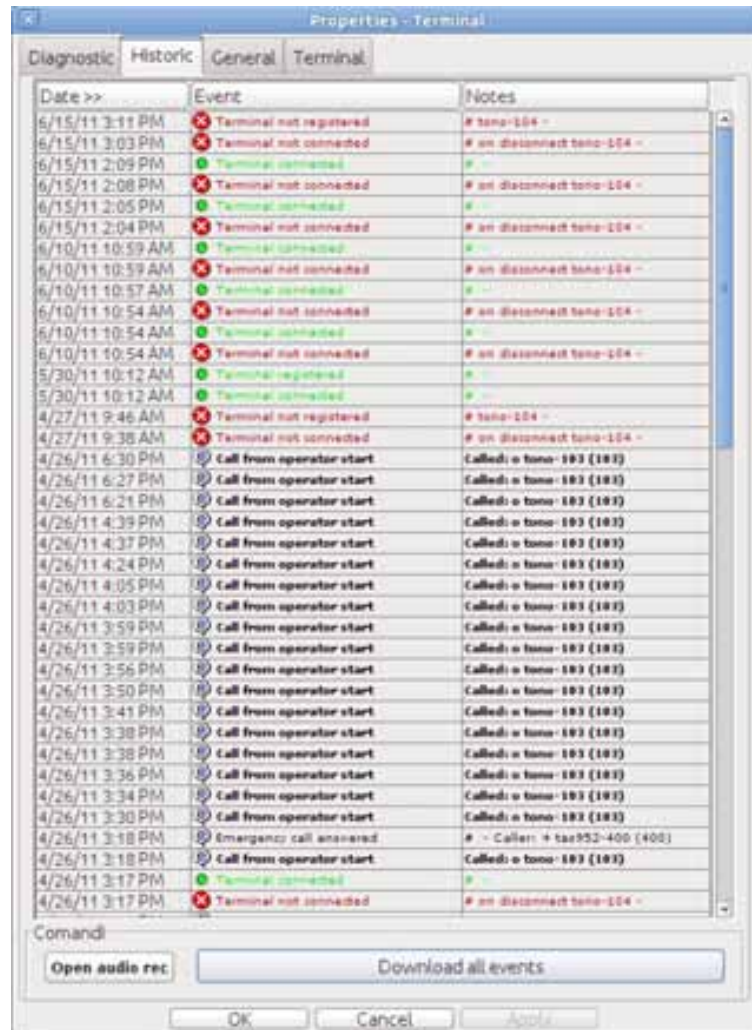 Properties - Terminal
Diagnostic Historic General Terminal
Date >> Event Notes
6/15/11 3:11 PM Terminal not registered # tono-104 -
6/15/11 3:03 PM Terminal not connected # on disconnect tono-104 -
6/15/11 2:09 PM Terminal connected # -
6/15/11 2:08 PM Terminal not connected # on disconnect tono-104 -
6/15/11 2:05 PM Terminal connected # -
6/15/11 2:04 PM Terminal not connected # on disconnect tono-104 -
6/10/11 10:59 AM Terminal connected # -
6/10/11 10:59 AM Terminal not connected # on disconnect tono-104 -
6/10/11 10:57 AM Terminal connected # -
6/10/11 10:54 AM Terminal not connected # on disconnect tono-104 -
6/10/11 10:54 AM Terminal connected # -
6/10/11 10:54 AM Terminal not connected # on disconnect tono-104 -
5/30/11 10:12 AM Terminal registered # -
5/30/11 10:12 AM Terminal connected # -
4/27/11 9:46 AM Terminal not registered # tono-104 -
4/27/11 9:38 AM Terminal not connected # on disconnect tono-104 -
4/26/11 6:30 PM Call from operator start Called: o tono-103 (103)
4/26/11 6:27 PM Call from operator start Called: o tono-103 (103)
4/26/11 6:21 PM Call from operator start Called: o tono-103 (103)
4/26/11 4:39 PM Call from operator start Called: o tono-103 (103)
4/26/11 4:37 PM Call from operator start Called: o tono-103 (103)
4/26/11 4:24 PM Call from operator start Called: o tono-103 (103)
4/26/11 4:05 PM Call from operator start Called: o tono-103 (103)
4/26/11 4:03 PM Call from operator start Called: o tono-103 (103)
4/26/11 3:59 PM Call from operator start Called: o tono-103 (103)
4/26/11 3:59 PM Call from operator start Called: o tono-103 (103)
4/26/11 3:56 PM Call from operator start Called: o tono-103 (103)
4/26/11 3:50 PM Call from operator start Called: o tono-103 (103)
4/26/11 3:41 PM Call from operator start Called: o tono-103 (103)
4/26/11 3:38 PM Call from operator start Called: o tono-103 (103)
4/26/11 3:38 PM Call from operator start Called: o tono-103 (103)
4/26/11 3:36 PM Call from operator start Called: o tono-103 (103)
4/26/11 3:34 PM Call from operator start Called: o tono-103 (103)
4/26/11 3:30 PM Call from operator start Called: o tono-103 (103)
4/26/11 3:18 PM Emergency call answered # - Caller: + tas952-400 (400)
4/26/11 3:18 PM Call from operator start Called: o tono-103 (103)
4/26/11 3:17 PM Terminal connected # -
4/26/11 3:17 PM Terminal not connected # on disconnect tono-104 -
Comandi
Open audio rec Download all events
OK Cancel Apply